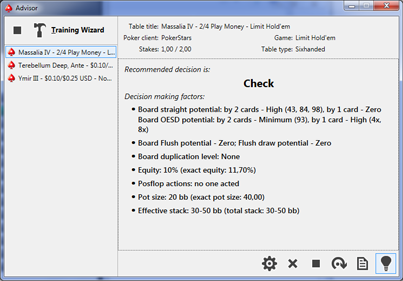 Advisor
Training Wizard
Massalia IV - 2/4 Play Money - L...
Terebellum Deep, Ante - $0.10/...
Ymir III - $0.10/$0.25 USD - No...
Table title: Massalia IV - 2/4 Play Money - Limit Hold'em
Poker client: PokerStars
Game: Limit Hold'em
Stakes: 1,00 / 2,00
Table type: Sixhanded
Recommended decision is:
Check
Decision making factors:
• Board straight potential: by 2 cards - High (43, 84, 98), by 1 card - Zero
Board OESD potential: by 2 cards - Minimum (93), by 1 card - High (4x,
8x)
• Board Flush potential - Zero; Flush draw potential - Zero
• Board duplication level: None
• Equity: 10% (exact equity: 11,70%)
• Posflop actions: no one acted
• Pot size: 20 bb (exact pot size: 40,00)
• Effective stack: 30-50 bb (total stack: 30-50 bb)